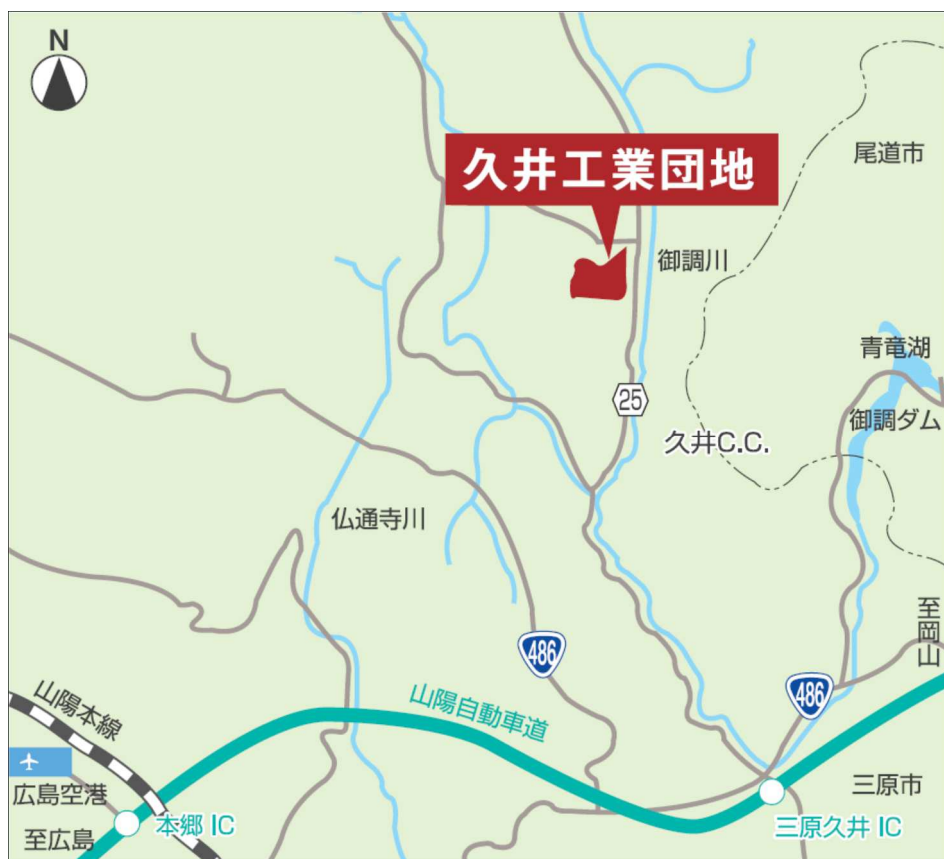 N
久井工業団地
尾道市
御調川
青竜湖
25
御調ダム
久井C.C.
仏通寺川
至岡山
486
486
山陽自動車道
山陽本線
広島空港
三原市
本郷 IC
三原久井 IC
至広島